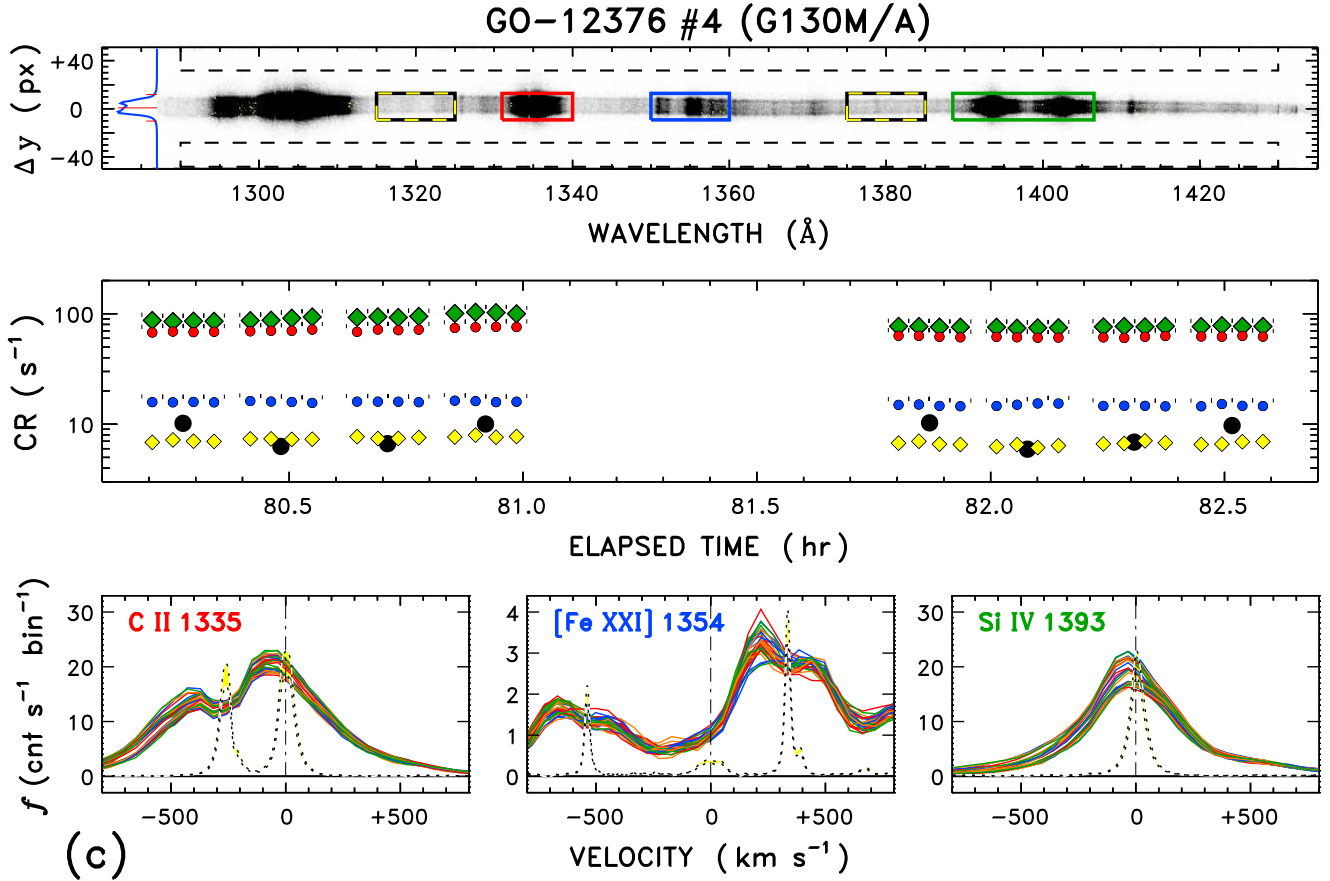 GO-12376 #4 (G130M/A)
Δy (px)
+40
0
-40
1300 1320 1340 1360 1380 1400 1420
WAVELENGTH (Å)
CR (s⁻¹)
100
10
80.5 81.0 81.5 82.0 82.5
ELAPSED TIME (hr)
f (cnt s⁻¹ bin⁻¹)
C II 1335
30
20
10
0
-500 0 +500
[Fe XXI] 1354
4
3
2
1
0
-500 0 +500
Si IV 1393
30
20
10
0
-500 0 +500
(c)
VELOCITY (km s⁻¹)